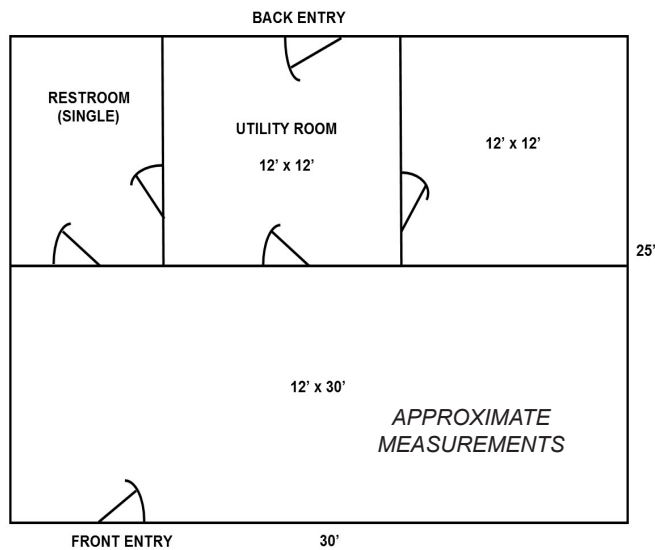 BACK ENTRY
RESTROOM
(SINGLE)
UTILITY ROOM
12’ x 12’
12’ x 12’
25’
12’ x 30’
APPROXIMATE
MEASUREMENTS
FRONT ENTRY
30’